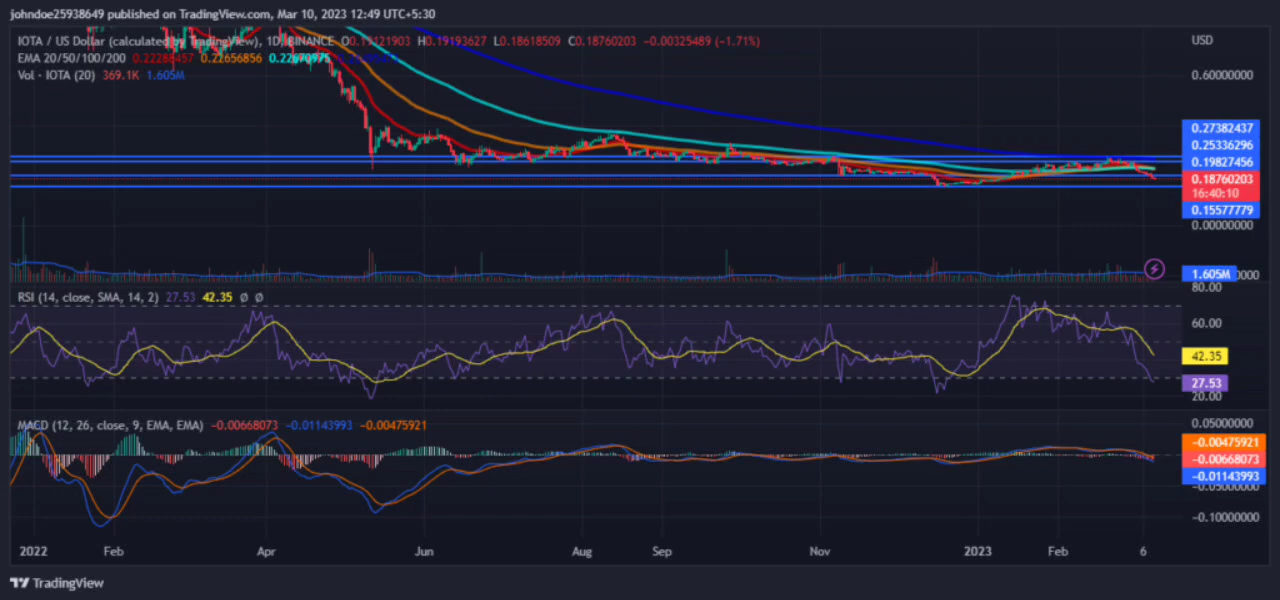 johndoe25938649 published on TradingView.com, Mar 10, 2023 12:49 UTC+5:30
IOTA / US Dollar (calculated by TradingView), 1D, BINANCE O0.19121903 H0.19193627 L0.18618509 C0.18760203 −0.00325489 (−1.71%)
USD
EMA 20/50/100/200 0.22288457 0.22656856 0.22670975
Vol · IOTA (20) 369.1K 1.605M
0.60000000
0.27382437
0.25336296
0.19827456
0.18760203
16:40:10
0.15577779
0.00000000
1.605M
80.00
RSI (14, close, SMA, 14, 2) 27.53 42.35 Ø Ø
60.00
42.35
27.53
20.00
MACD (12, 26, close, 9, EMA, EMA) −0.00668073 −0.01143993 −0.00475921
0.05000000
−0.00475921
−0.00668073
−0.01143993
−0.05000000
−0.10000000
2022 Feb Apr Jun Aug Sep Nov 2023 Feb 6
TradingView